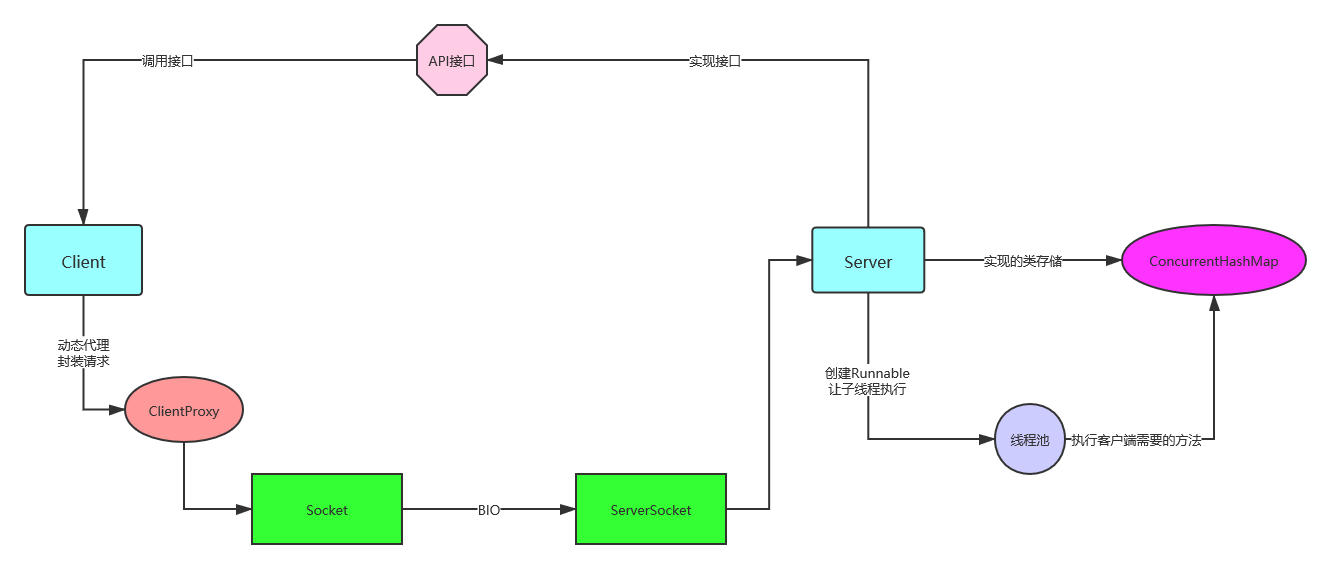 调用接口
API接口
实现接口
Client
Server
实现的类存储
ConcurrentHashMap
动态代理
封装请求
创建Runnable
让子线程执行
ClientProxy
线程池
执行客户端需要的方法
Socket
BIO
ServerSocket